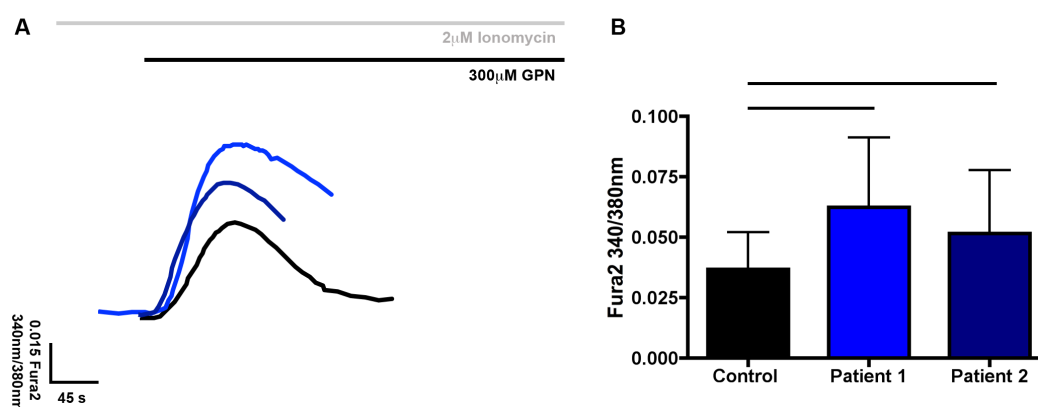 A
2μM Ionomycin
300μM GPN
0.015 Fura2
340nm/380nm
45 s
B
Fura2 340/380nm
0.100
0.075
0.050
0.025
0.000
Control
Patient 1
Patient 2